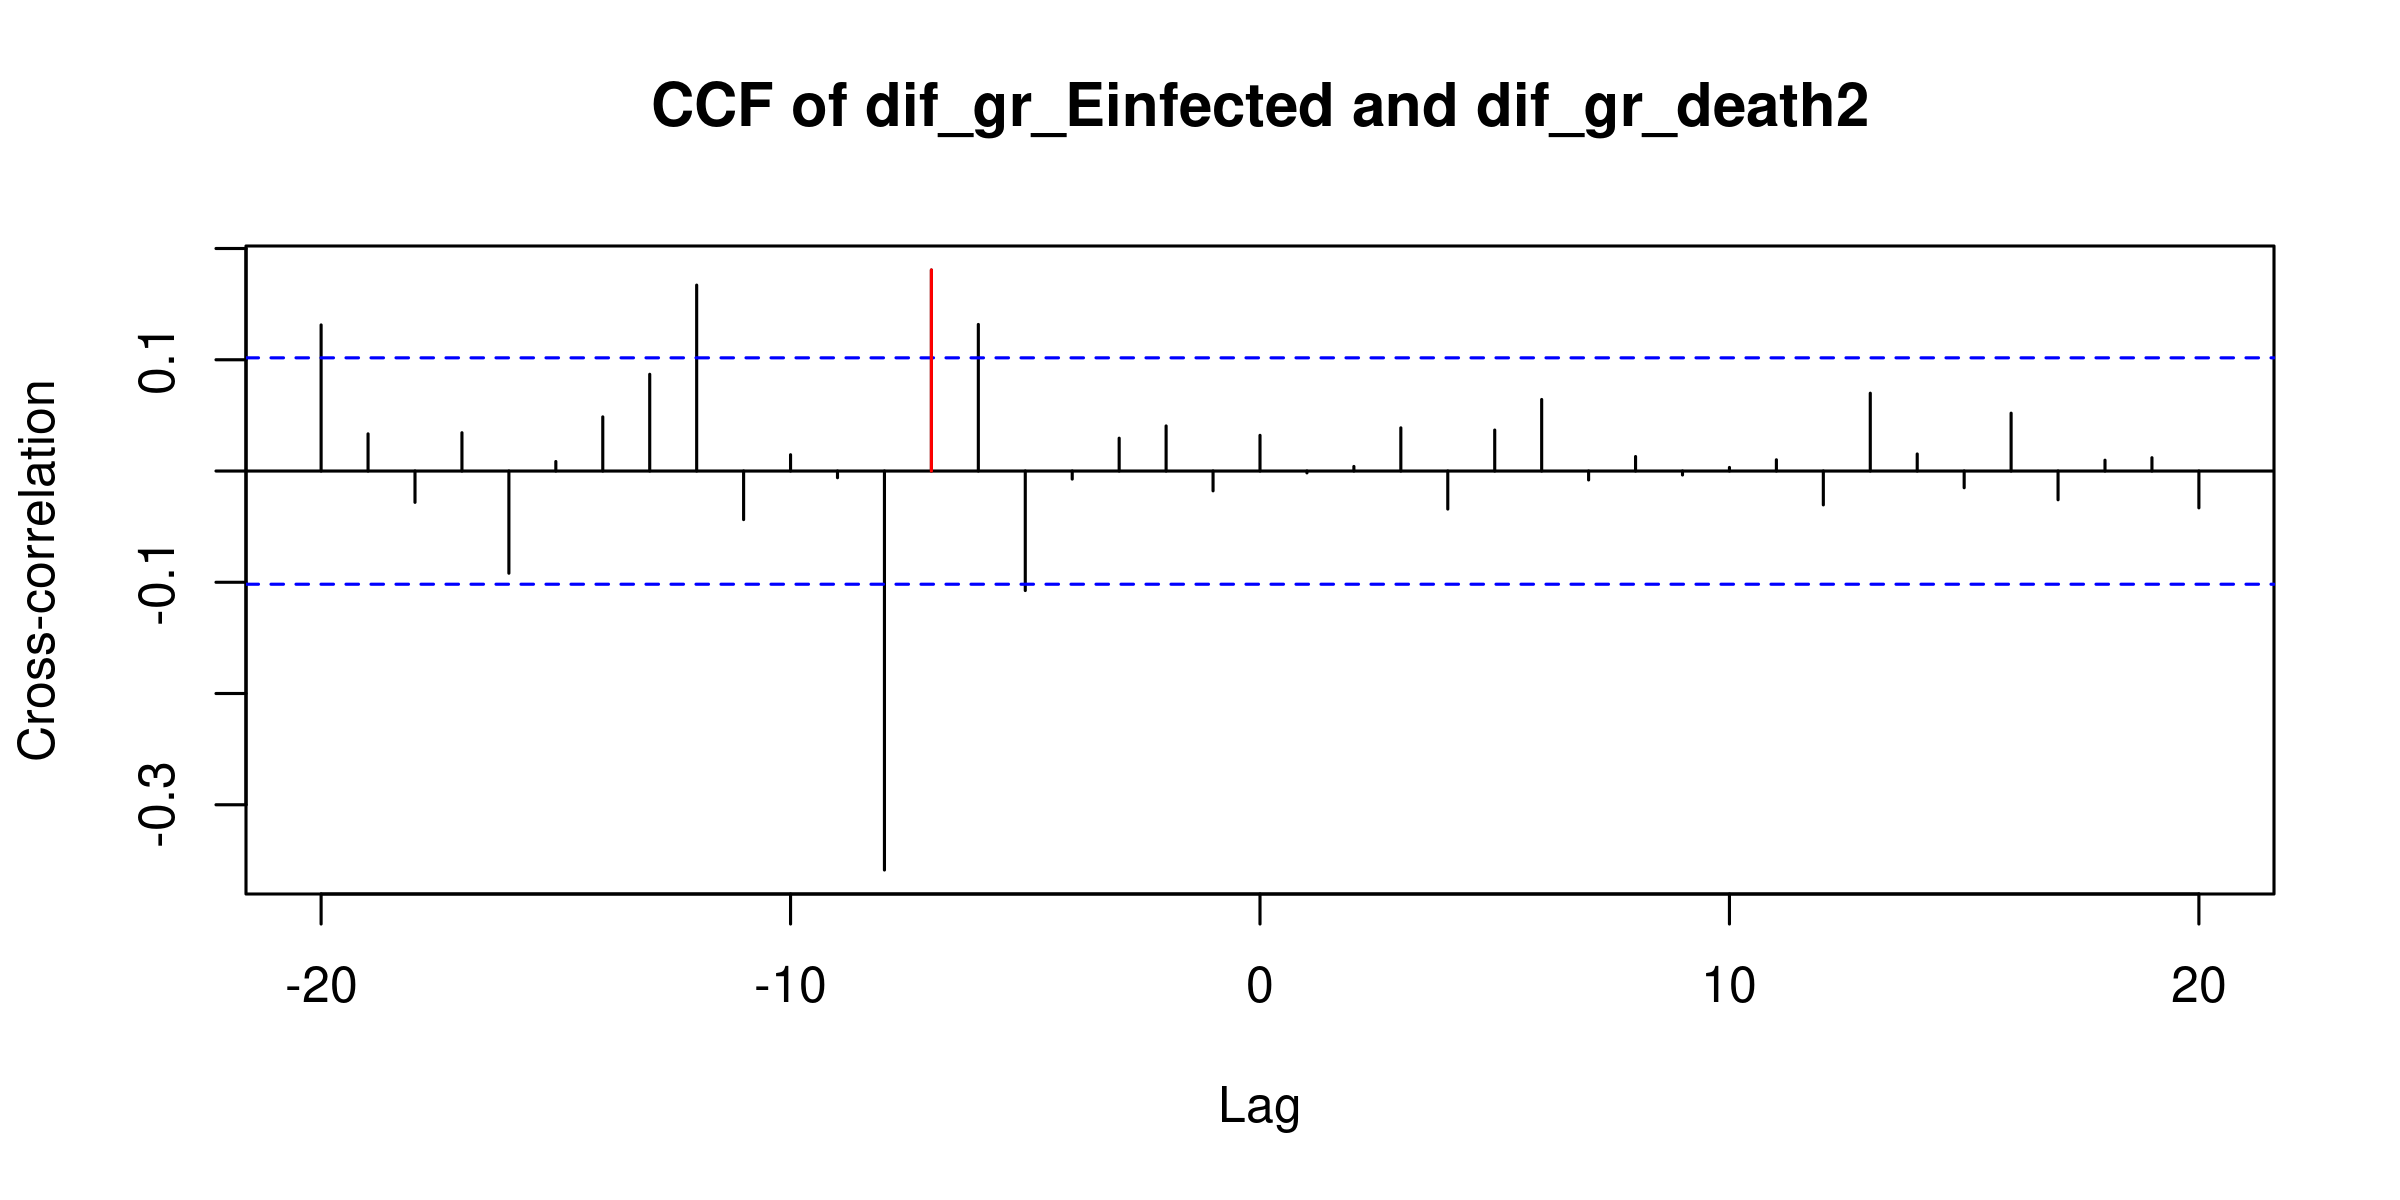 CCF of dif_gr_Einfected and dif_gr_death2
Cross-correlation
0.1
-0.1
-0.3
-20 -10 0 10 20
Lag